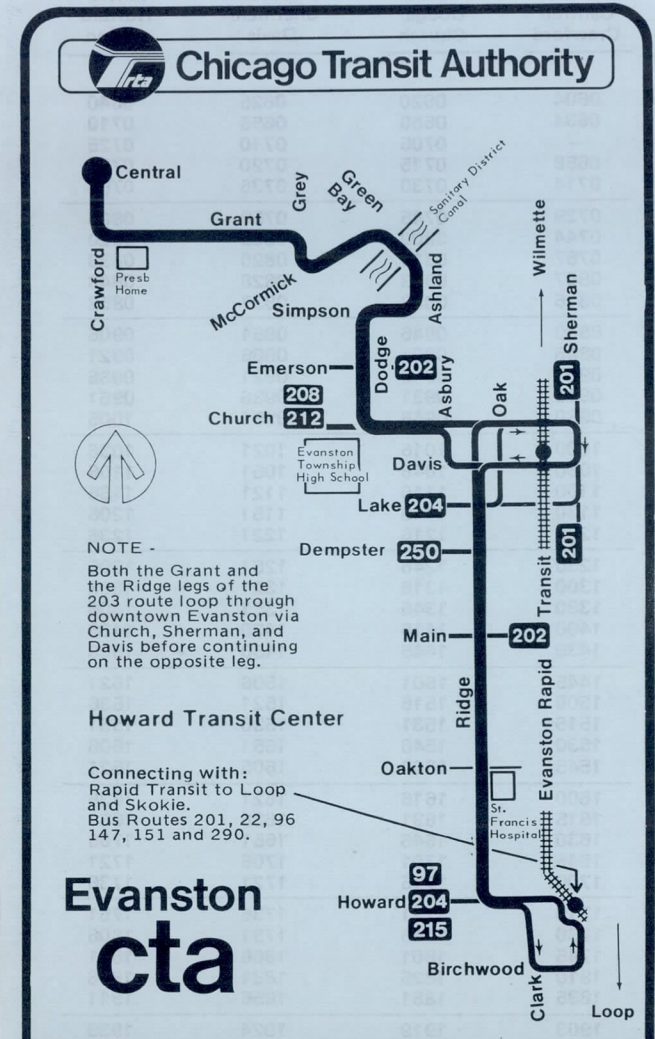 rta
Chicago Transit Authority
Central
Grant
Grey
Green
Bay
Sanitary District
Canal
Wilmette
Crawford
Presb
Home
McCormick
Simpson
Ashland
Sherman
Emerson
Dodge
202
Asbury
Oak
201
208
Church 212
Evanston
Township
High School
Davis
Lake 204
201
Dempster 250
NOTE -
Both the Grant and
the Ridge legs of the
203 route loop through
downtown Evanston via
Church, Sherman, and
Davis before continuing
on the opposite leg.
Main
202
Evanston Rapid Transit
Ridge
Howard Transit Center
Oakton
Connecting with:
Rapid Transit to Loop
and Skokie.
Bus Routes 201, 22, 96
147, 151 and 290.
St.
Francis
Hospital
97
Howard 204
215
Evanston
cta
Birchwood
Clark
Loop